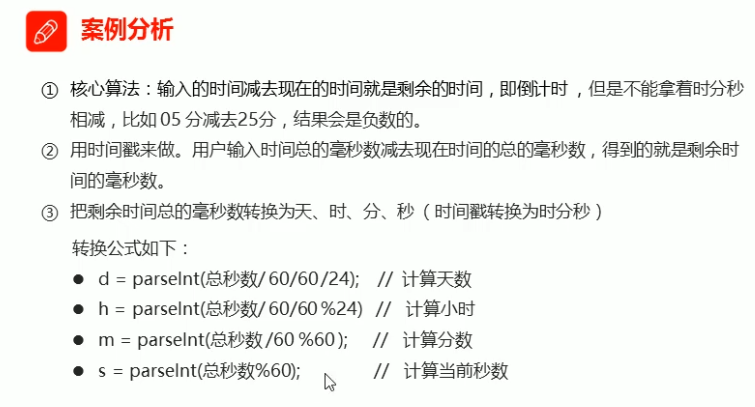 案例分析
① 核心算法：输入的时间减去现在的时间就是剩余的时间，即倒计时 ，但是不能拿着时分秒
相减，比如 05 分减去25分，结果会是负数的。
② 用时间戳来做。用户输入时间总的毫秒数减去现在时间的总的毫秒数，得到的就是剩余时
间的毫秒数。
③ 把剩余时间总的毫秒数转换为天、时、分、秒 （时间戳转换为时分秒）
转换公式如下：
● d = parseInt(总秒数/ 60/60 /24); // 计算天数
● h = parseInt(总秒数/ 60/60 %24) // 计算小时
● m = parseInt(总秒数 /60 %60 ); // 计算分数
● s = parseInt(总秒数%60); // 计算当前秒数